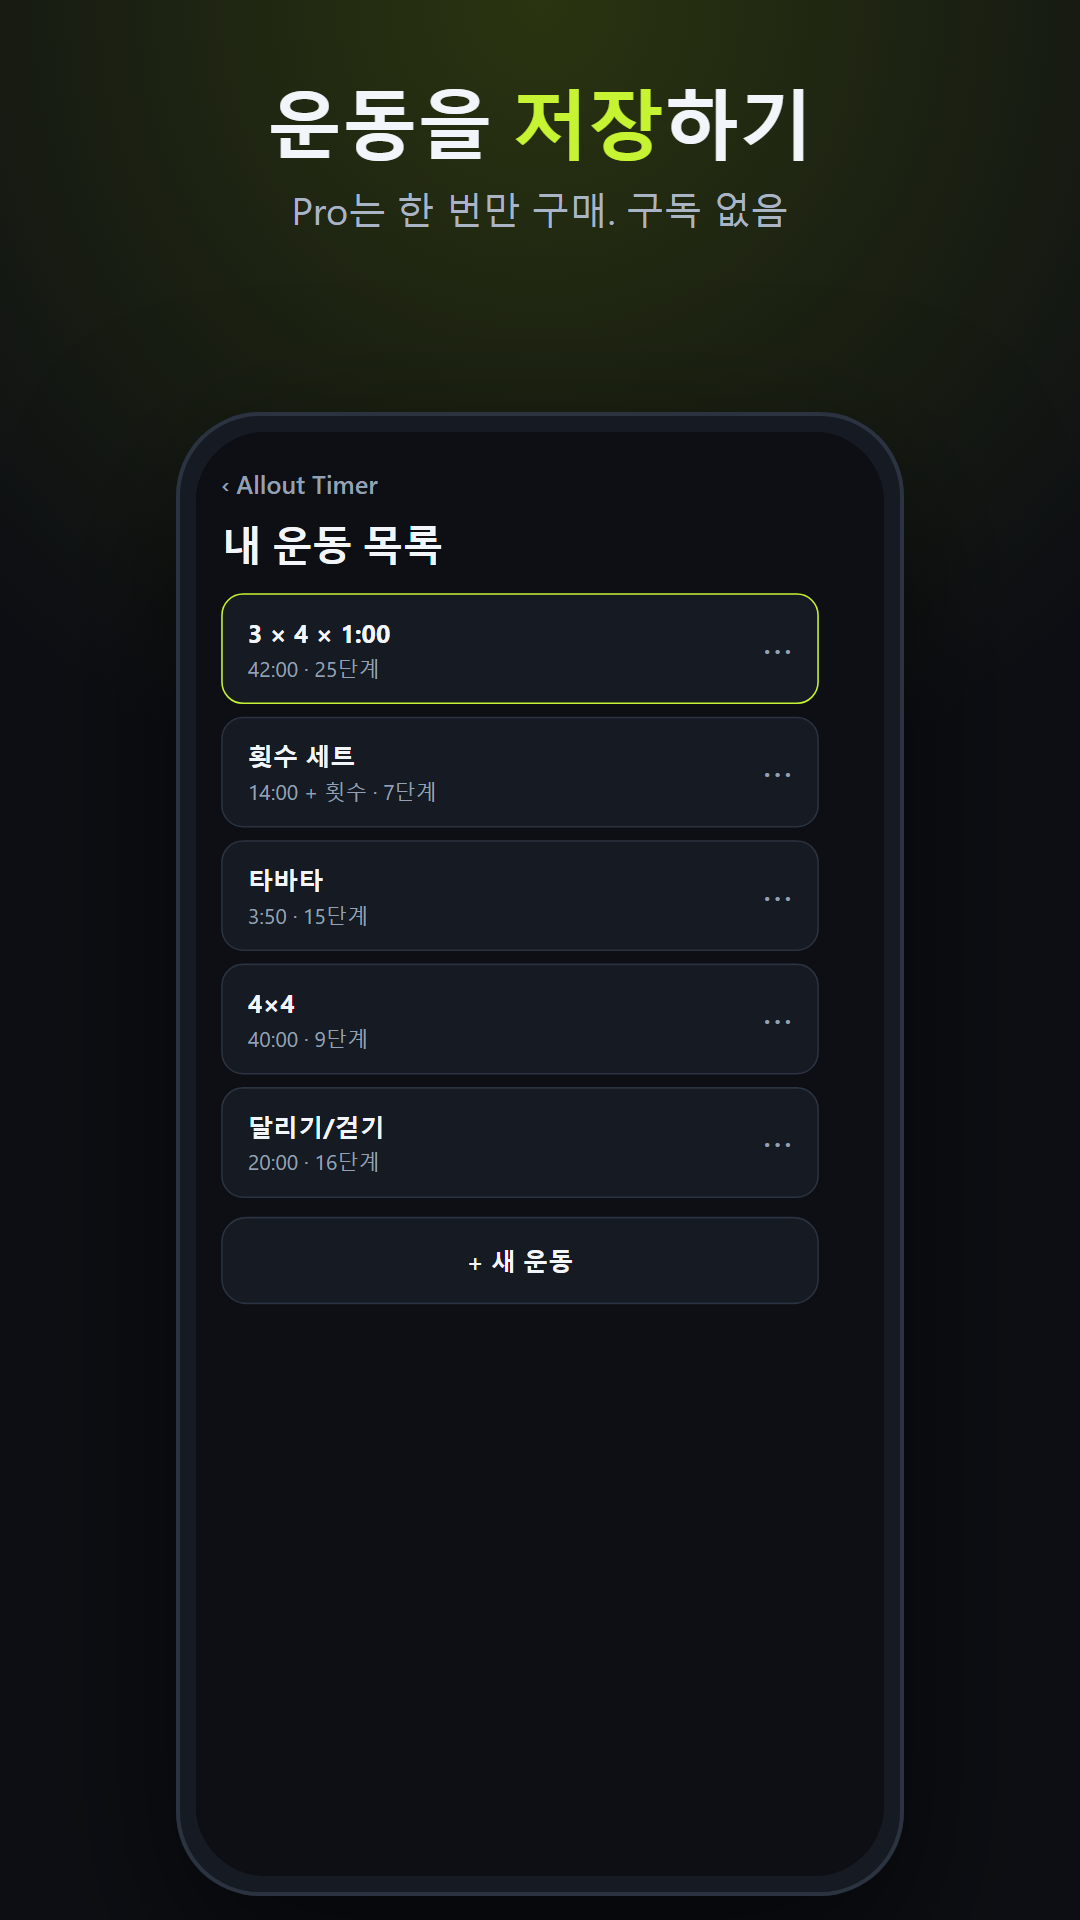 운동을 저장하기
Pro는 한 번만 구매. 구독 없음
‹ Allout Timer
내 운동 목록
3 × 4 × 1:00
42:00 · 25단계
···
횟수 세트
14:00 + 횟수 · 7단계
···
타바타
3:50 · 15단계
···
4×4
40:00 · 9단계
···
달리기/걷기
20:00 · 16단계
···
+ 새 운동